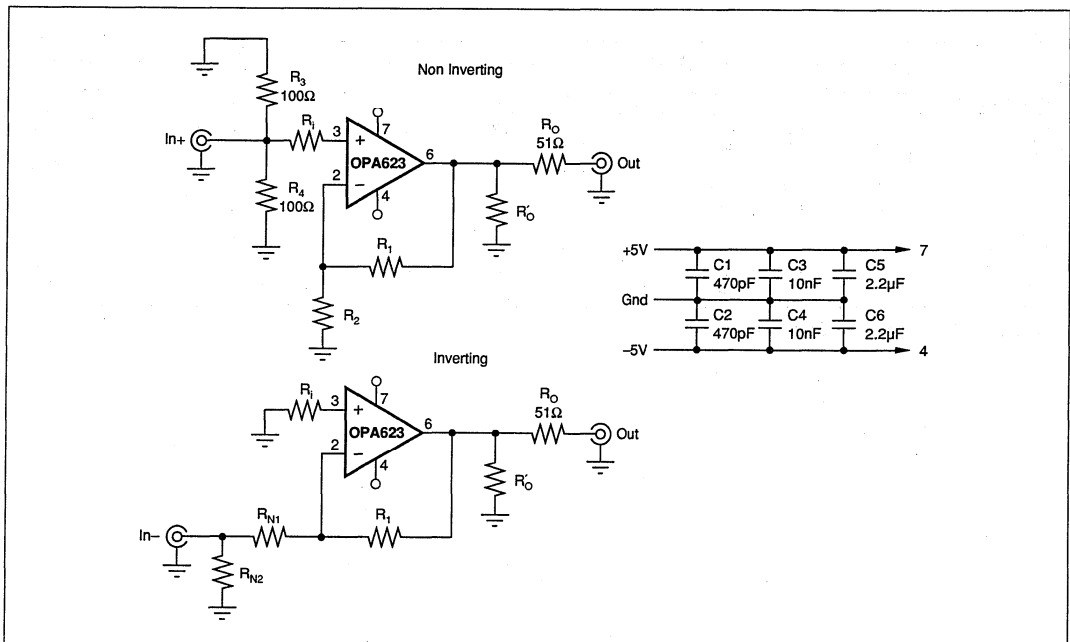 Non Inverting
R3
100Ω
In+
Ri
3
+
7
OPA623
6
2
−
4
R4
100Ω
RO
51Ω
Out
R'O
R1
R2
+5V
7
C1
470pF
C3
10nF
C5
2.2µF
Gnd
C2
470pF
C4
10nF
C6
2.2µF
−5V
4
Inverting
Ri
3
+
7
OPA623
6
2
−
4
RO
51Ω
Out
R'O
In−
RN1
R1
RN2